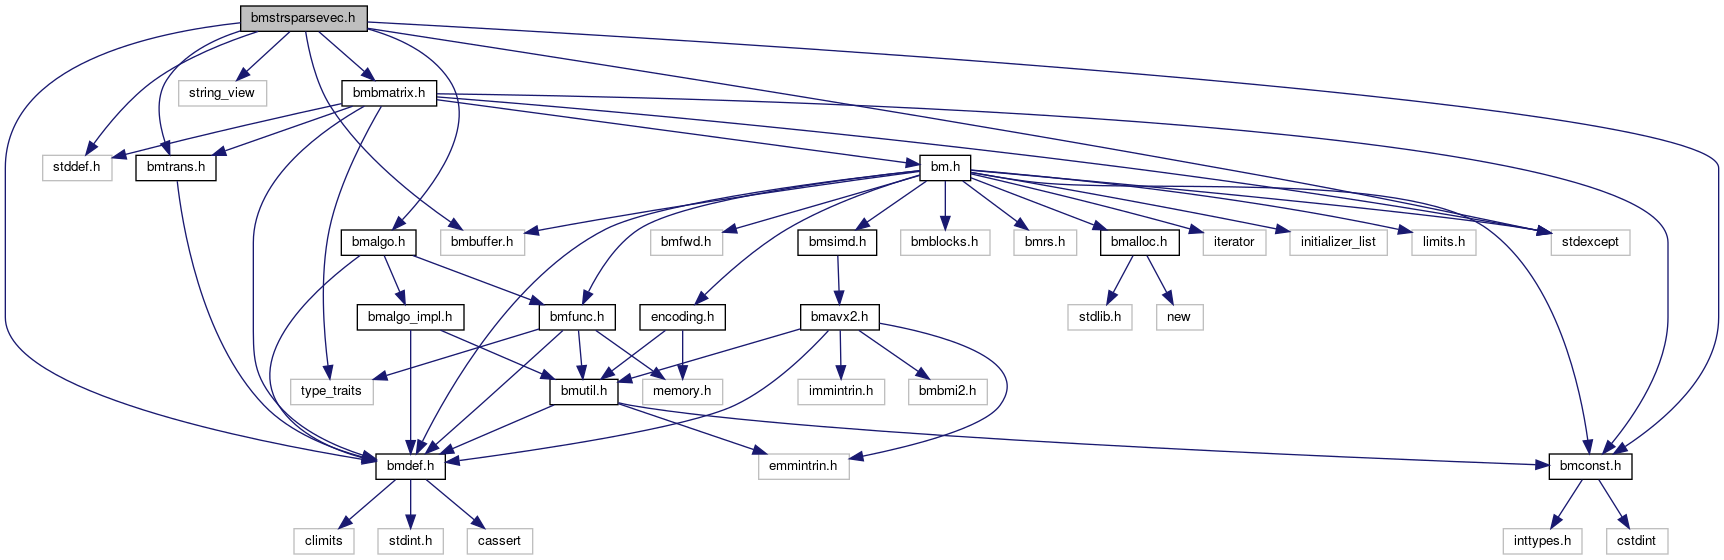 bmstrsparsevec.h
string_view
bmbmatrix.h
stddef.h
bmtrans.h
bm.h
bmalgo.h
bmbuffer.h
bmfwd.h
bmsimd.h
bmblocks.h
bmrs.h
bmalloc.h
iterator
initializer_list
limits.h
stdexcept
bmalgo_impl.h
bmfunc.h
encoding.h
bmavx2.h
stdlib.h
new
type_traits
bmutil.h
memory.h
immintrin.h
bmbmi2.h
bmdef.h
emmintrin.h
bmconst.h
climits
stdint.h
cassert
inttypes.h
cstdint